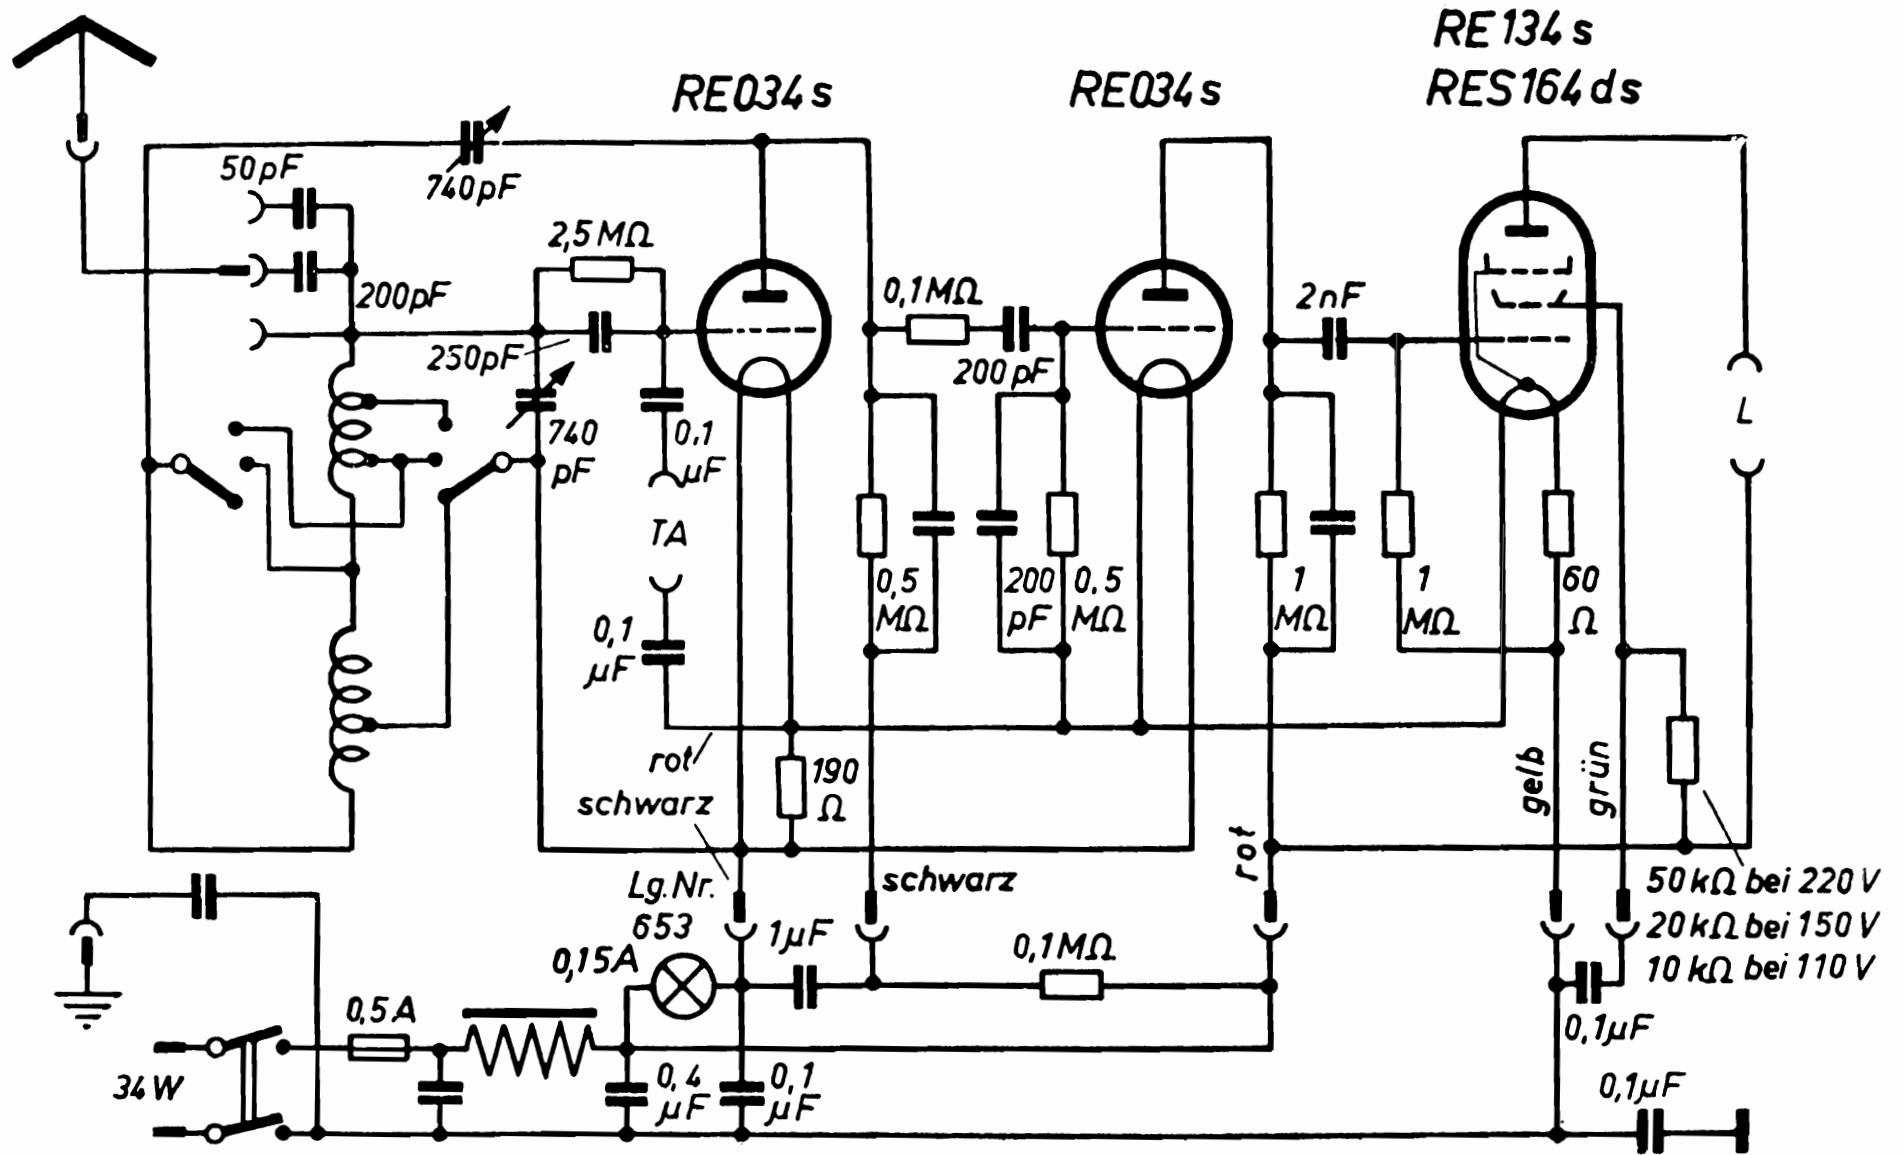 RE134s
RE034s
RE034s
RES164ds
50pF
740pF
2,5MΩ
200pF
0,1MΩ
2nF
250pF
200pF
740
pF
0,1
µF
L
TA
0,5
MΩ
200
pF
0,5
MΩ
1
MΩ
1
MΩ
60
Ω
0,1
µF
rot
190
Ω
schwarz
gelb
grün
rot
Lg.Nr.
653
schwarz
50kΩ bei 220V
20kΩ bei 150V
10kΩ bei 110V
0,15A
1µF
0,1MΩ
0,5A
0,1µF
34W
0,4
µF
0,1
µF
0,1µF